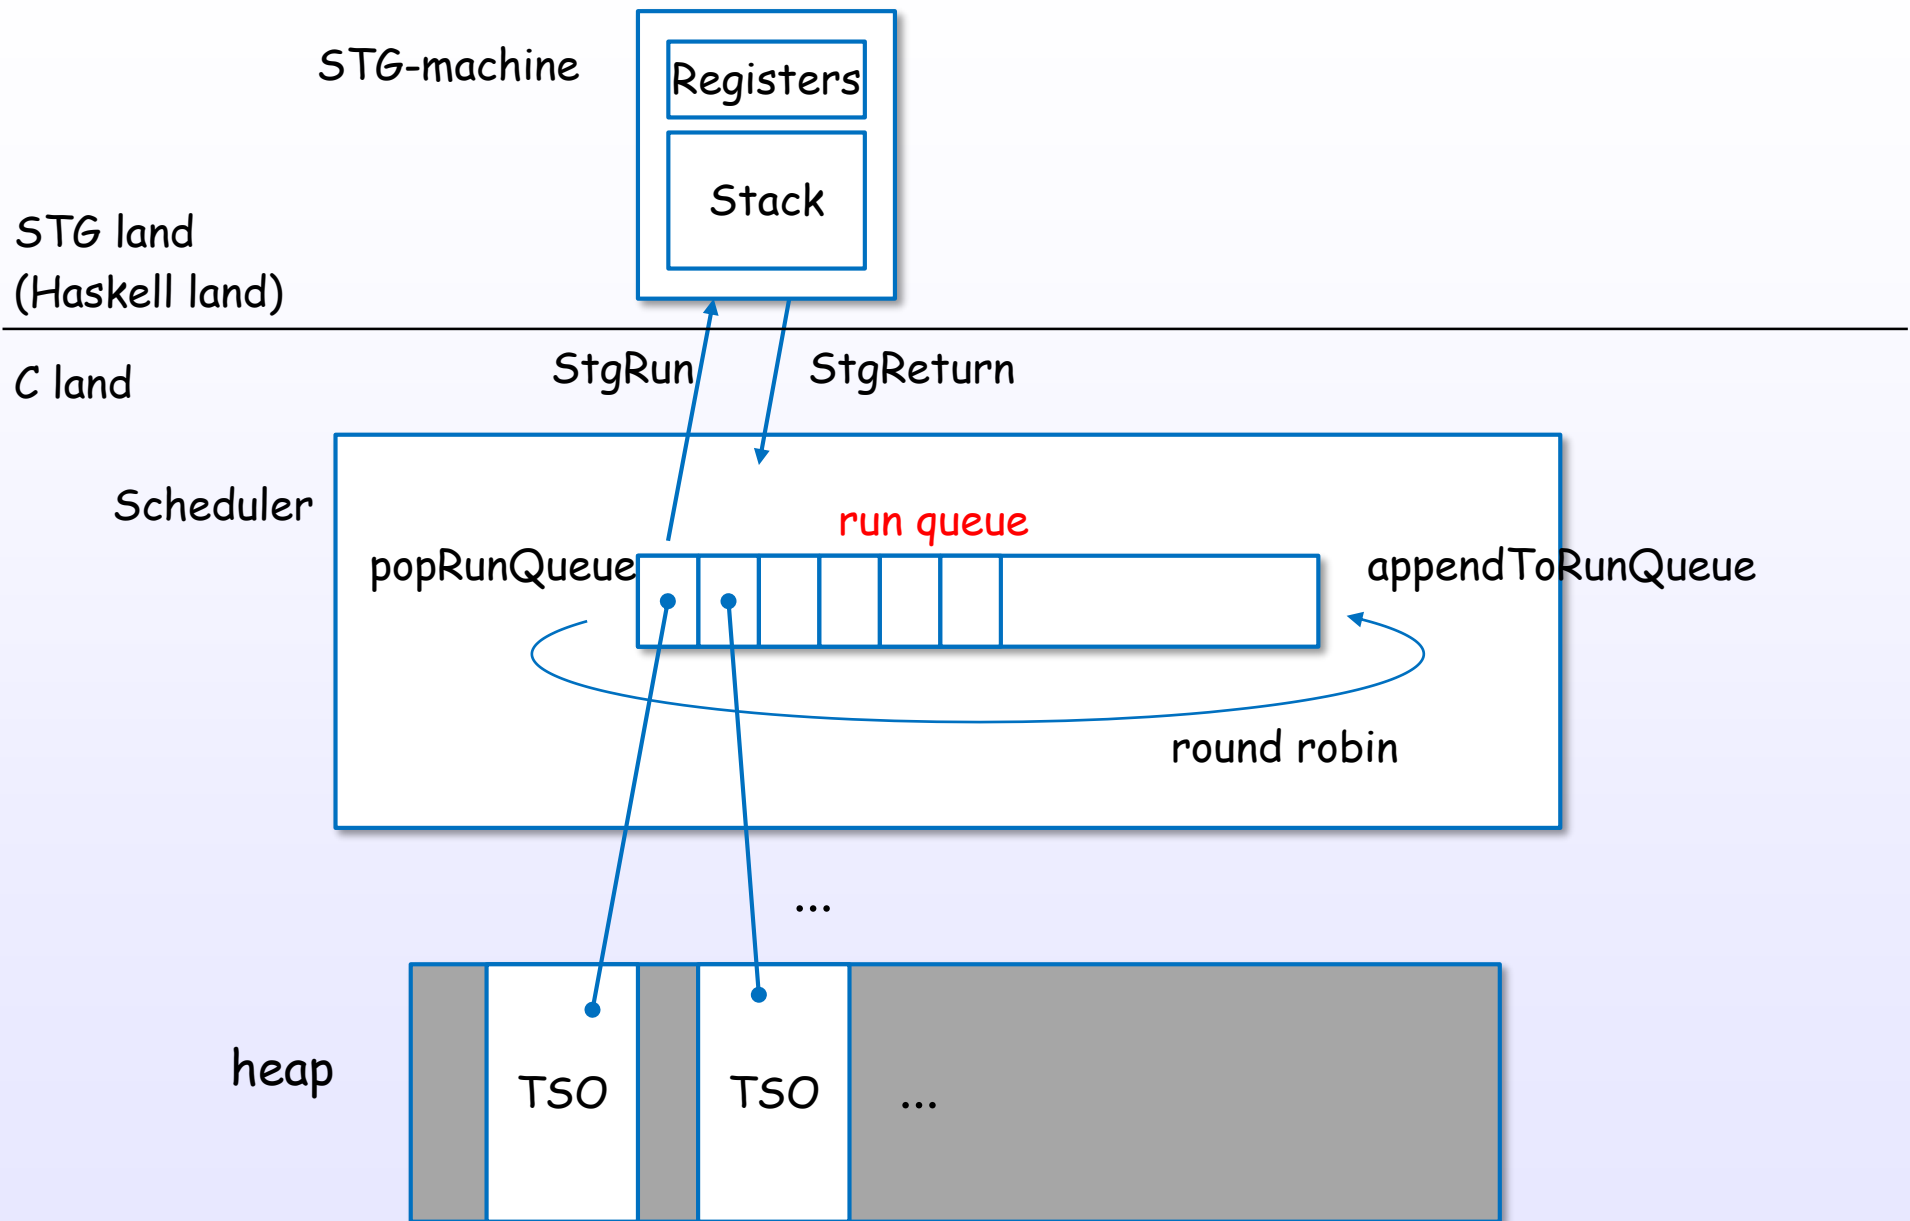 STG-machine
Registers
Stack
STG land
(Haskell land)
C land
StgRun
StgReturn
Scheduler
run queue
popRunQueue
appendToRunQueue
round robin
...
heap
TSO
TSO
...